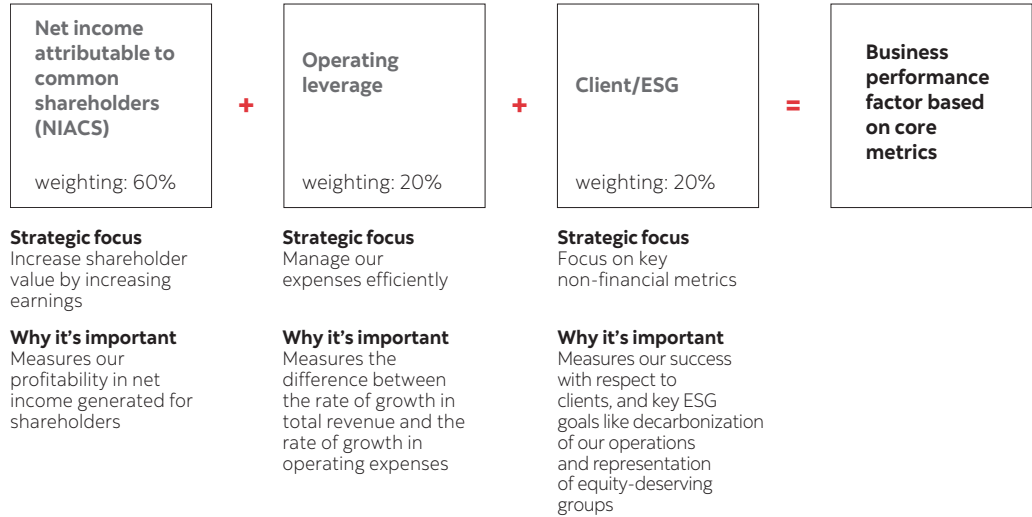 Net income
attributable to
common
shareholders
(NIACS)
weighting: 60%
+
Operating
leverage
weighting: 20%
+
Client/ESG
weighting: 20%
=
Business
performance
factor based
on core
metrics
Strategic focus
Increase shareholder
value by increasing
earnings
Why it’s important
Measures our
profitability in net
income generated for
shareholders
Strategic focus
Manage our
expenses efficiently
Why it’s important
Measures the
difference between
the rate of growth in
total revenue and the
rate of growth in
operating expenses
Strategic focus
Focus on key
non-financial metrics
Why it’s important
Measures our success
with respect to
clients, and key ESG
goals like decarbonization
of our operations
and representation
of equity-deserving
groups